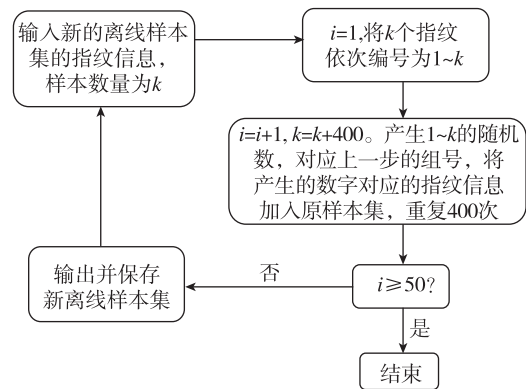 输入新的离线样本
集的指纹信息，
样本数量为k
i=1,将k个指纹
依次编号为1~k
i=i+1, k=k+400。产生1~k的随机
数，对应上一步的组号，将
产生的数字对应的指纹信息
加入原样本集，重复400次
i≥50?
否
输出并保存
新离线样本集
是
结束